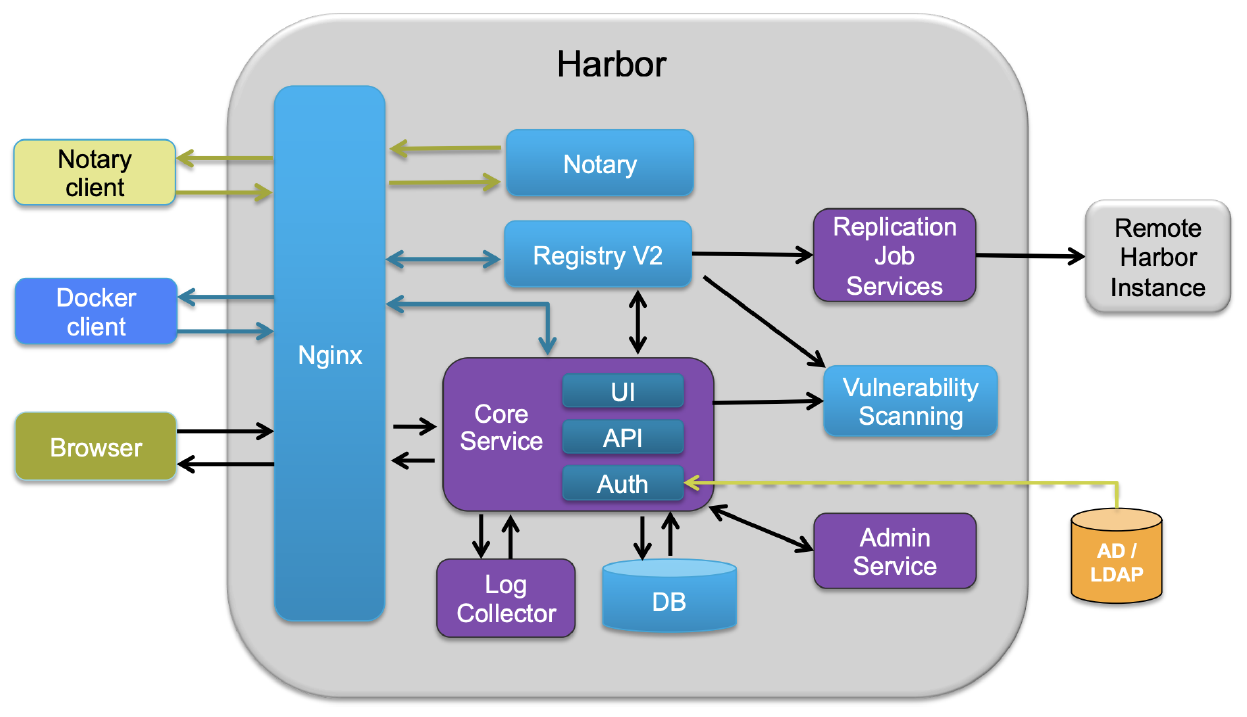 Harbor
Notary
client
Docker
client
Browser
Nginx
Notary
Registry V2
Core
Service
UI
API
Auth
Log
Collector
DB
Replication
Job
Services
Vulnerability
Scanning
Admin
Service
Remote
Harbor
Instance
AD /
LDAP